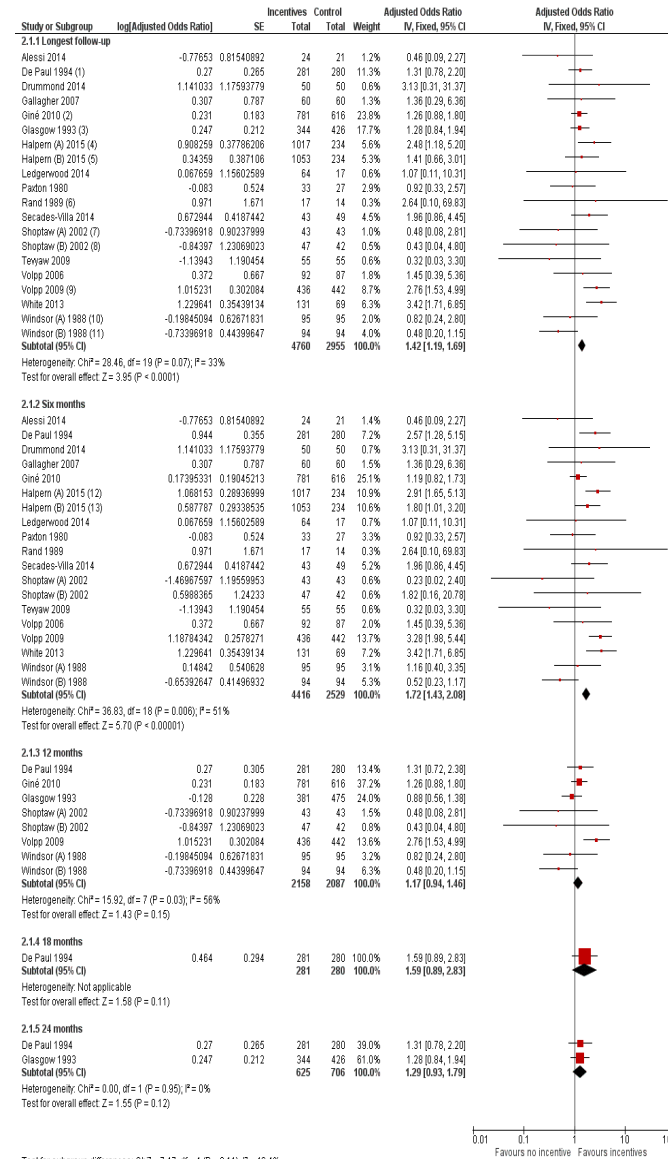 Incentives Control Adjusted Odds Ratio Adjusted Odds Ratio
Study or Subgroup log[Adjusted Odds Ratio] SE Total Total Weight IV, Fixed, 95% CI IV, Fixed, 95% CI
2.1.1 Longest follow-up
Alessi 2014 -0.77653 0.81540892 24 21 1.2% 0.46 [0.09, 2.27]
De Paul 1994 (1) 0.27 0.265 281 280 11.3% 1.31 [0.78, 2.20]
Drummond 2014 1.141033 1.17593779 50 50 0.6% 3.13 [0.31, 31.37]
Gallagher 2007 0.307 0.787 60 60 1.3% 1.36 [0.29, 6.36]
Giné 2010 (2) 0.231 0.183 781 616 23.8% 1.26 [0.88, 1.80]
Glasgow 1993 (3) 0.247 0.212 344 426 17.7% 1.28 [0.84, 1.94]
Halpern (A) 2015 (4) 0.908259 0.37786206 1017 234 5.6% 2.48 [1.18, 5.20]
Halpern (B) 2015 (5) 0.34359 0.387106 1053 234 5.3% 1.41 [0.66, 3.01]
Ledgerwood 2014 0.067659 1.15602589 64 17 0.6% 1.07 [0.11, 10.31]
Paxton 1980 -0.083 0.524 33 27 2.9% 0.92 [0.33, 2.57]
Rand 1989 (6) 0.971 1.671 17 14 0.3% 2.64 [0.10, 69.83]
Secades-Villa 2014 0.672944 0.4187442 43 49 4.5% 1.96 [0.86, 4.45]
Shoptaw (A) 2002 (7) -0.73396918 0.90237999 43 43 1.0% 0.48 [0.08, 2.81]
Shoptaw (B) 2002 (8) -0.84397 1.23069023 47 42 0.5% 0.43 [0.04, 4.80]
Tevyaw 2009 -1.13943 1.190454 55 55 0.6% 0.32 [0.03, 3.30]
Volpp 2006 0.372 0.667 92 87 1.8% 1.45 [0.39, 5.36]
Volpp 2009 (9) 1.015231 0.302084 436 442 8.7% 2.76 [1.53, 4.99]
White 2013 1.229641 0.35439134 131 69 6.3% 3.42 [1.71, 6.85]
Windsor (A) 1988 (10) -0.19845094 0.62671831 95 95 2.0% 0.82 [0.24, 2.80]
Windsor (B) 1988 (11) -0.73396918 0.44399647 94 94 4.0% 0.48 [0.20, 1.15]
Subtotal (95% CI) 4760 2955 100.0% 1.42 [1.19, 1.69]
Heterogeneity: Chi² = 28.46, df = 19 (P = 0.07); I² = 33%
Test for overall effect: Z = 3.95 (P < 0.0001)
2.1.2 Six months
Alessi 2014 -0.77653 0.81540892 24 21 1.4% 0.46 [0.09, 2.27]
De Paul 1994 0.944 0.355 281 280 7.2% 2.57 [1.28, 5.15]
Drummond 2014 1.141033 1.17593779 50 50 0.7% 3.13 [0.31, 31.37]
Gallagher 2007 0.307 0.787 60 60 1.5% 1.36 [0.29, 6.36]
Giné 2010 0.17395331 0.19045213 781 616 25.1% 1.19 [0.82, 1.73]
Halpern (A) 2015 (12) 1.068153 0.28936999 1017 234 10.9% 2.91 [1.65, 5.13]
Halpern (B) 2015 (13) 0.587787 0.29338535 1053 234 10.6% 1.80 [1.01, 3.20]
Ledgerwood 2014 0.067659 1.15602589 64 17 0.7% 1.07 [0.11, 10.31]
Paxton 1980 -0.083 0.524 33 27 3.3% 0.92 [0.33, 2.57]
Rand 1989 0.971 1.671 17 14 0.3% 2.64 [0.10, 69.83]
Secades-Villa 2014 0.672944 0.4187442 43 49 5.2% 1.96 [0.86, 4.45]
Shoptaw (A) 2002 -1.46967597 1.19559953 43 43 0.6% 0.23 [0.02, 2.40]
Shoptaw (B) 2002 0.5988365 1.24233 47 42 0.6% 1.82 [0.16, 20.78]
Tevyaw 2009 -1.13943 1.190454 55 55 0.6% 0.32 [0.03, 3.30]
Volpp 2006 0.372 0.667 92 87 2.0% 1.45 [0.39, 5.36]
Volpp 2009 1.18784342 0.2578271 436 442 13.7% 3.28 [1.98, 5.44]
White 2013 1.229641 0.35439134 131 69 7.2% 3.42 [1.71, 6.85]
Windsor (A) 1988 0.14842 0.540628 95 95 3.1% 1.16 [0.40, 3.35]
Windsor (B) 1988 -0.65392647 0.41496932 94 94 5.3% 0.52 [0.23, 1.17]
Subtotal (95% CI) 4416 2529 100.0% 1.72 [1.43, 2.08]
Heterogeneity: Chi² = 36.83, df = 18 (P = 0.006); I² = 51%
Test for overall effect: Z = 5.70 (P < 0.00001)
2.1.3 12 months
De Paul 1994 0.27 0.305 281 280 13.4% 1.31 [0.72, 2.38]
Giné 2010 0.231 0.183 781 616 37.2% 1.26 [0.88, 1.80]
Glasgow 1993 -0.128 0.228 381 475 24.0% 0.88 [0.56, 1.38]
Shoptaw (A) 2002 -0.73396918 0.90237999 43 43 1.5% 0.48 [0.08, 2.81]
Shoptaw (B) 2002 -0.84397 1.23069023 47 42 0.8% 0.43 [0.04, 4.80]
Volpp 2009 1.015231 0.302084 436 442 13.6% 2.76 [1.53, 4.99]
Windsor (A) 1988 -0.19845094 0.62671831 95 95 3.2% 0.82 [0.24, 2.80]
Windsor (B) 1988 -0.73396918 0.44399647 94 94 6.3% 0.48 [0.20, 1.15]
Subtotal (95% CI) 2158 2087 100.0% 1.17 [0.94, 1.46]
Heterogeneity: Chi² = 15.92, df = 7 (P = 0.03); I² = 56%
Test for overall effect: Z = 1.43 (P = 0.15)
2.1.4 18 months
De Paul 1994 0.464 0.294 281 280 100.0% 1.59 [0.89, 2.83]
Subtotal (95% CI) 281 280 100.0% 1.59 [0.89, 2.83]
Heterogeneity: Not applicable
Test for overall effect: Z = 1.58 (P = 0.11)
2.1.5 24 months
De Paul 1994 0.27 0.265 281 280 39.0% 1.31 [0.78, 2.20]
Glasgow 1993 0.247 0.212 344 426 61.0% 1.28 [0.84, 1.94]
Subtotal (95% CI) 625 706 100.0% 1.29 [0.93, 1.79]
Heterogeneity: Chi² = 0.00, df = 1 (P = 0.95); I² = 0%
Test for overall effect: Z = 1.55 (P = 0.12)
0.01 0.1 1 10
Favours no incentive Favours incentives